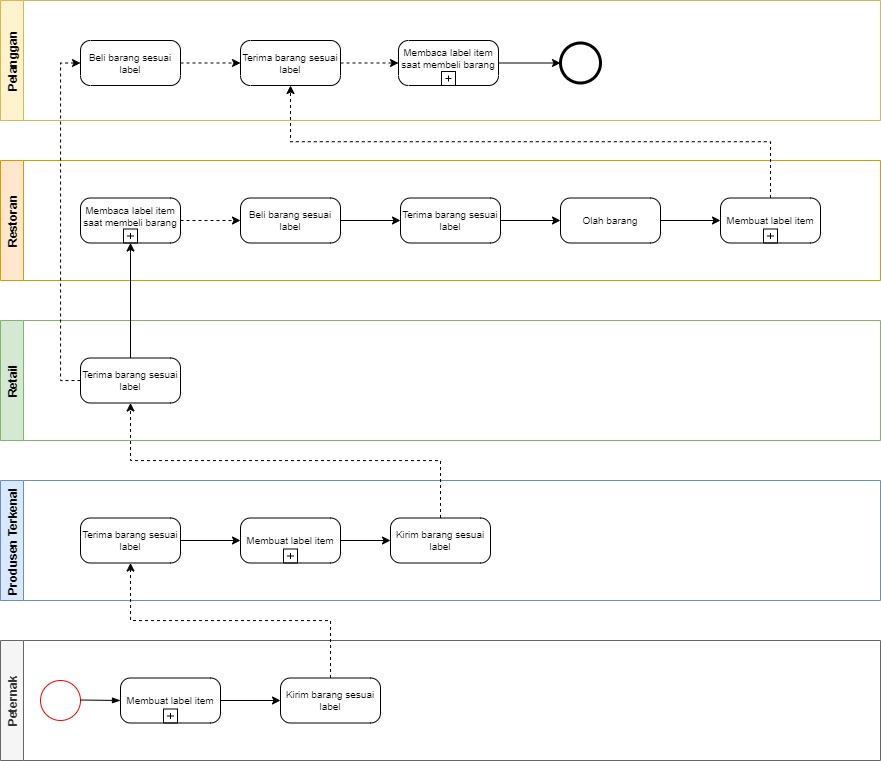 Pelanggan
Beli barang sesuai
label
Terima barang sesuai
label
Membaca label item
saat membeli barang
Restoran
Membaca label item
saat membeli barang
Beli barang sesuai
label
Terima barang sesuai
label
Olah barang
Membuat label item
Retail
Terima barang sesuai
label
Produsen Terkenal
Terima barang sesuai
label
Membuat label item
Kirim barang sesuai
label
Peternak
Membuat label item
Kirim barang sesuai
label